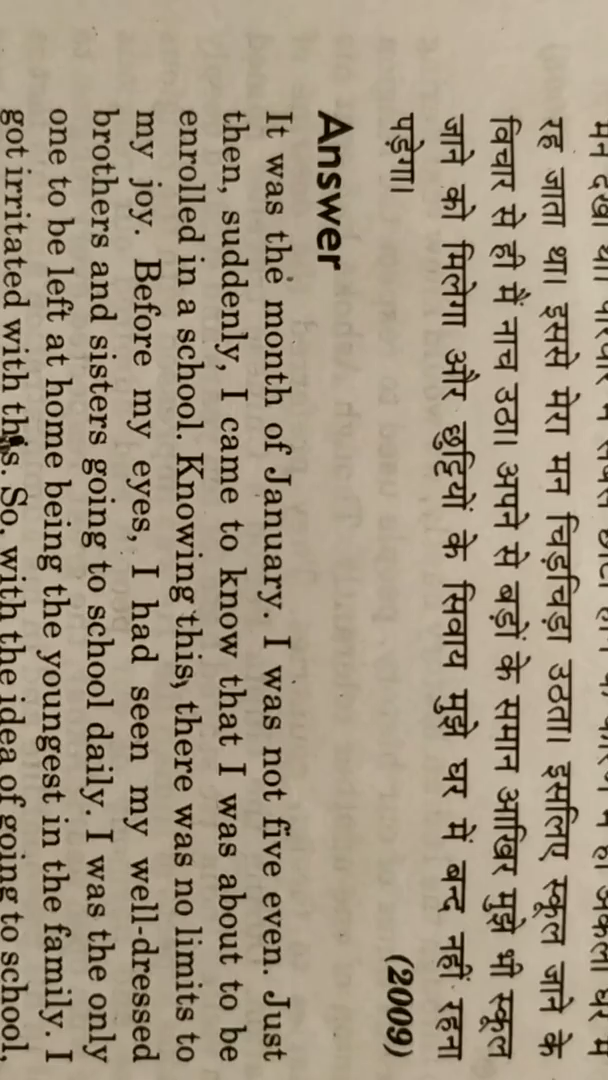 रह जाता था। इससे मेरा मन चिड़चिड़ा उठता। इसलिए स्कूल जाने के
विचार से ही मैं नाच उठा। अपने से बड़ों के समान आखिर मुझे भी स्कूल
जाने को मिलेगा और छुट्टियों के सिवाय मुझे घर में बन्द नहीं रहना
पड़ेगा। (2009)
Answer
It was the month of January. I was not five even. Just
then, suddenly, I came to know that I was about to be
enrolled in a school. Knowing this, there was no limits to
my joy. Before my eyes, I had seen my well-dressed
brothers and sisters going to school daily. I was the only
one to be left at home being the youngest in the family. I
got irritated with this. So, with the idea of going to school,